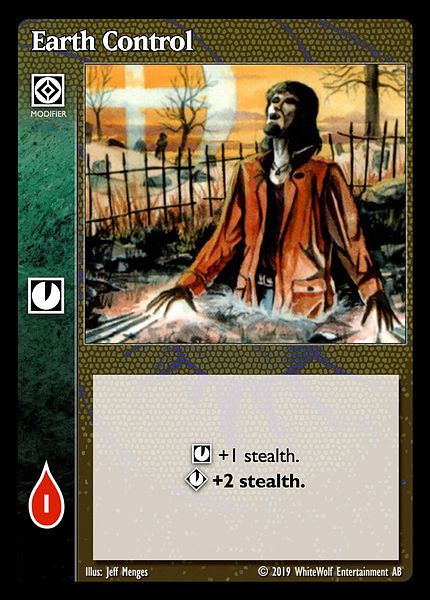 Earth Control
MODIFIER
+1 stealth.
+2 stealth.
1
Illus: Jeff Menges © 2019 WhiteWolf Entertainment AB